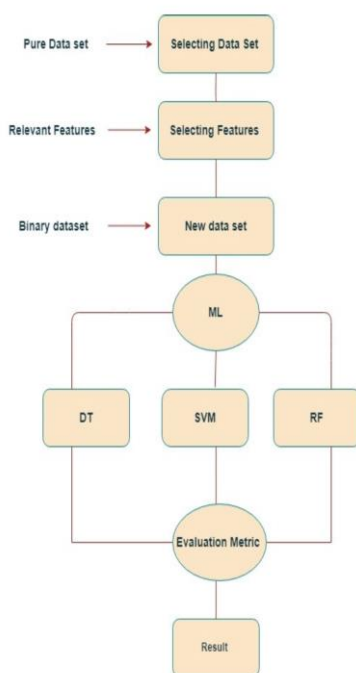 Pure Data set
Selecting Data Set
Relevant Features
Selecting Features
Binary dataset
New data set
ML
DT
SVM
RF
Evaluation Metric
Result